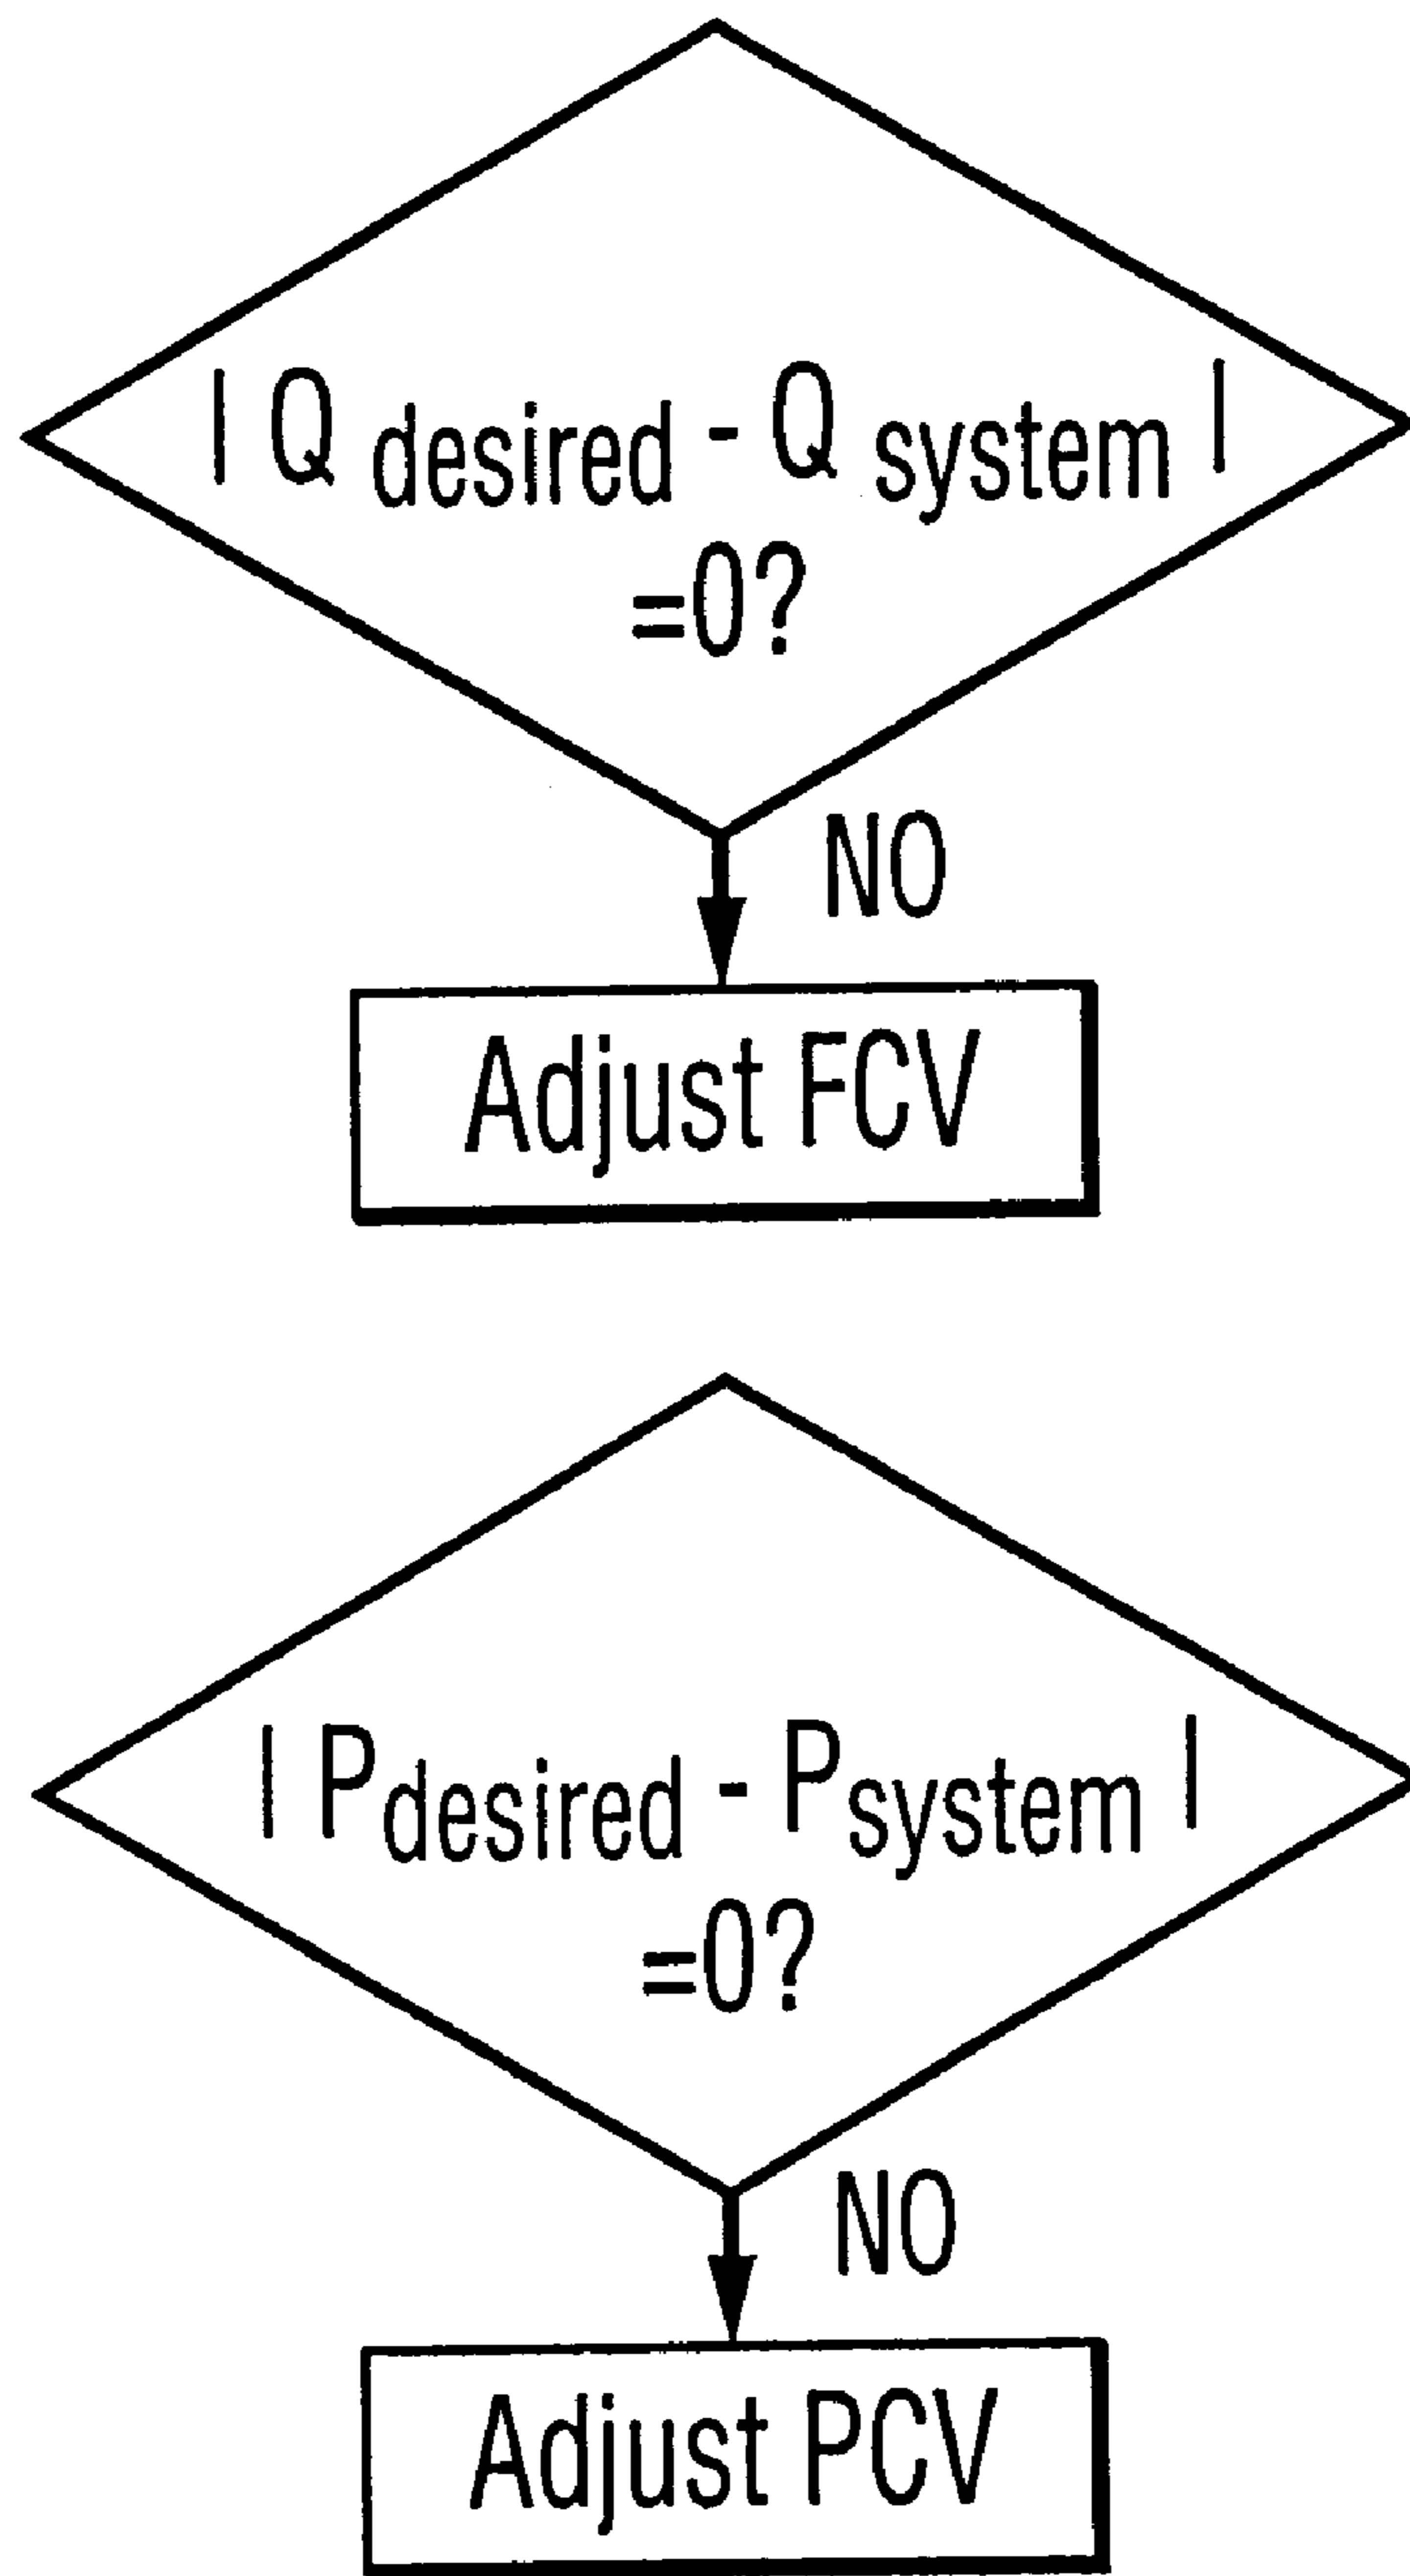 | Q desired - Q system |
=0?
NO
Adjust FCV
| Pdesired - Psystem |
=0?
NO
Adjust PCV